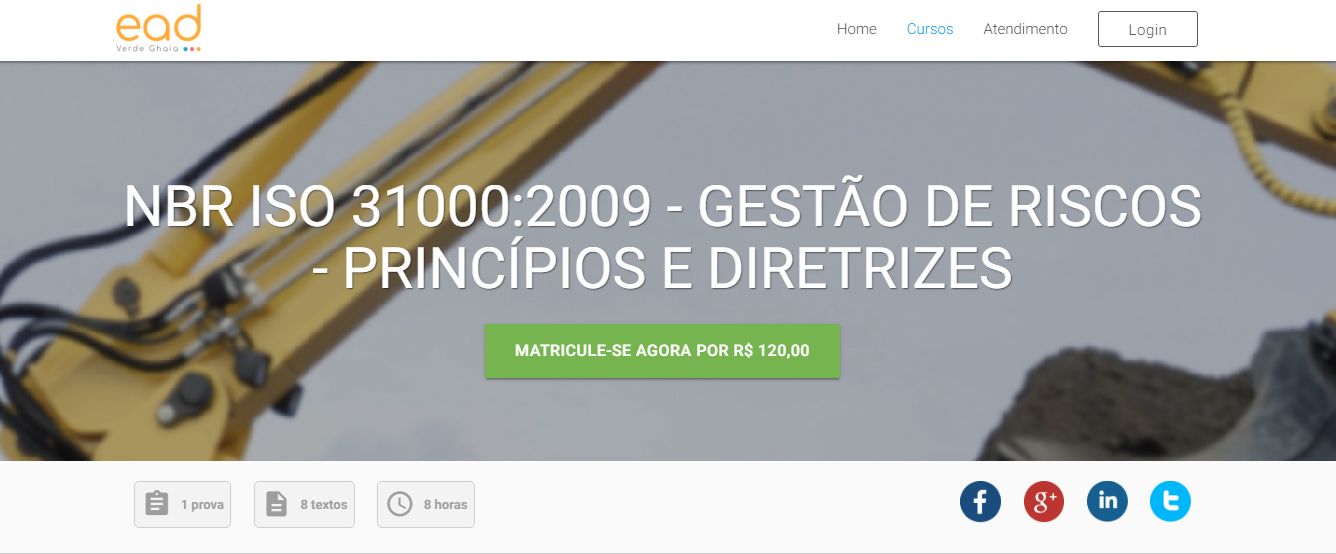 ead
Verde Ghaia
Home Cursos Atendimento Login
NBR ISO 31000:2009 - GESTÃO DE RISCOS
- PRINCÍPIOS E DIRETRIZES
MATRICULE-SE AGORA POR R$ 120,00
1 prova 8 textos 8 horas
f g+ in t